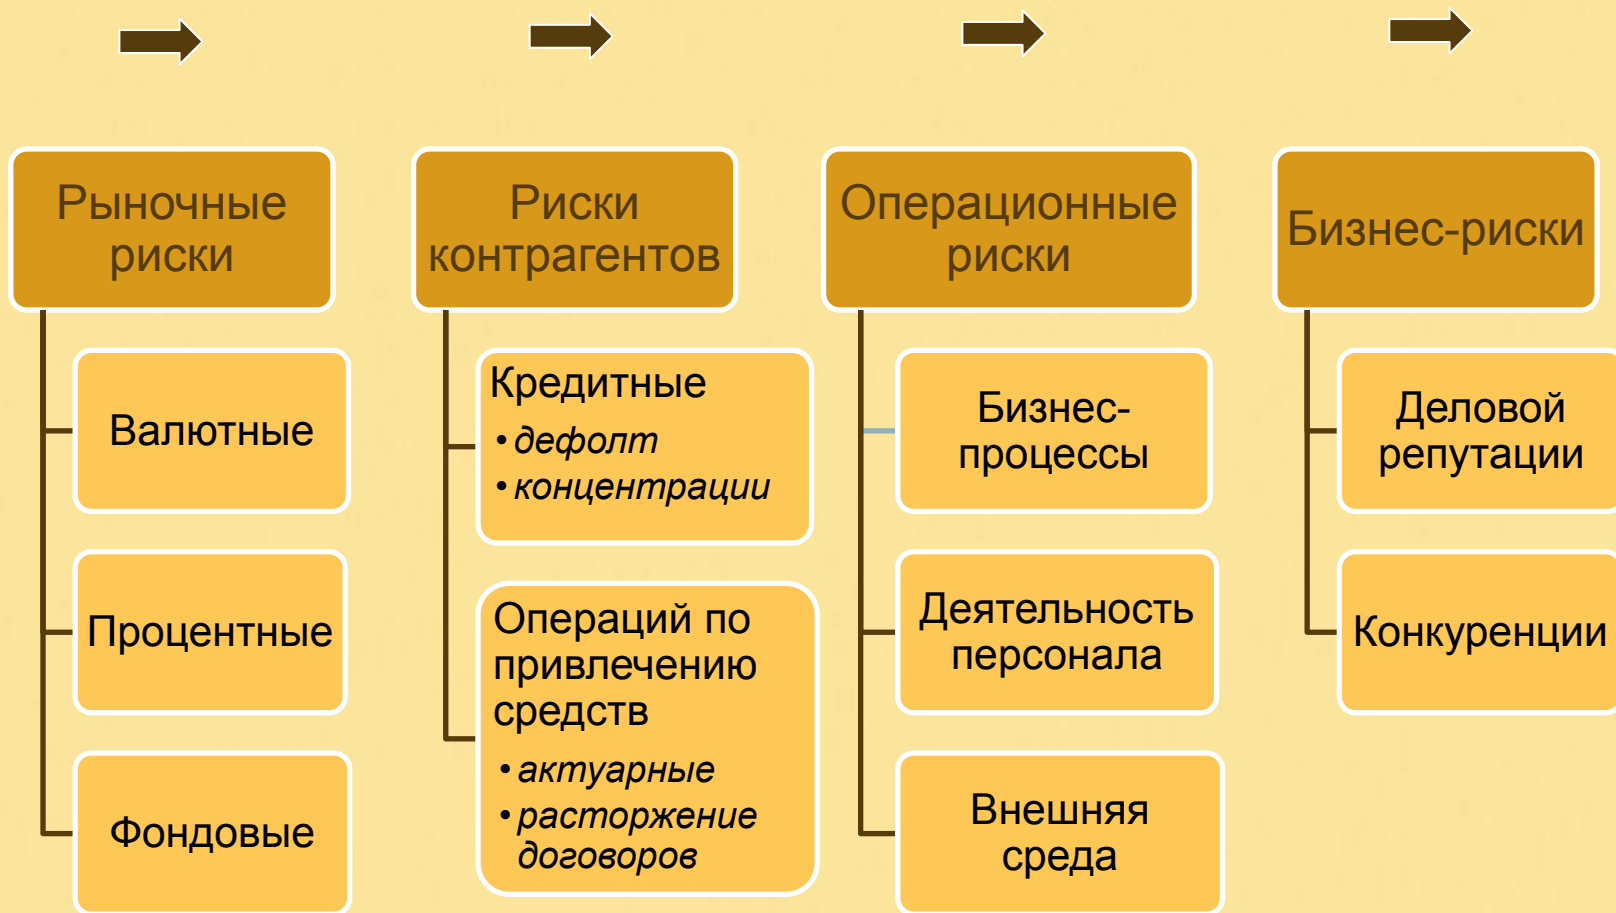 Рыночные
риски
Валютные
Процентные
Фондовые
Риски
контрагентов
Кредитные
• дефолт
• концентрации
Операций по
привлечению
средств
• актуарные
• расторжение
договоров
Операционные
риски
Бизнес-
процессы
Деятельность
персонала
Внешняя
среда
Бизнес-риски
Деловой
репутации
Конкуренции